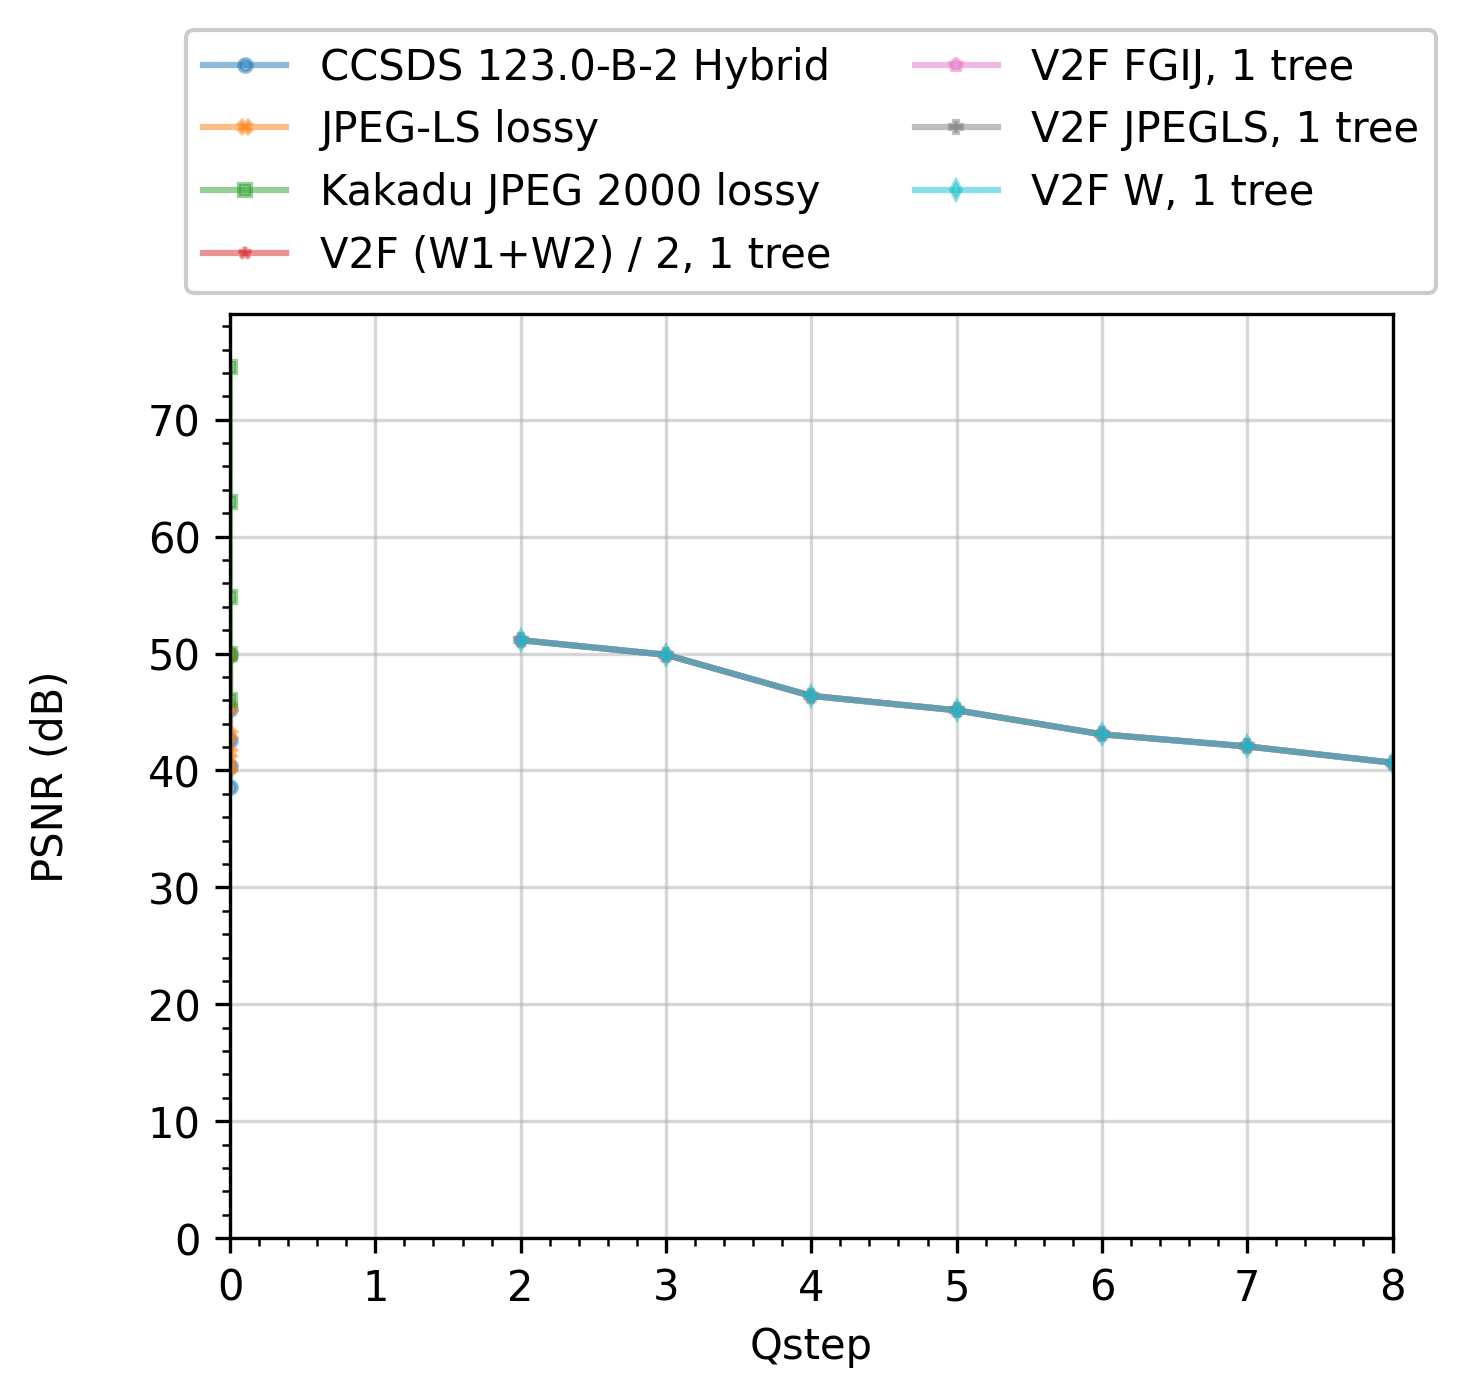 CCSDS 123.0-B-2 Hybrid
JPEG-LS lossy
Kakadu JPEG 2000 lossy
V2F (W1+W2) / 2, 1 tree
V2F FGIJ, 1 tree
V2F JPEGLS, 1 tree
V2F W, 1 tree
PSNR (dB)
70
60
50
40
30
20
10
0
0 1 2 3 4 5 6 7 8
Qstep